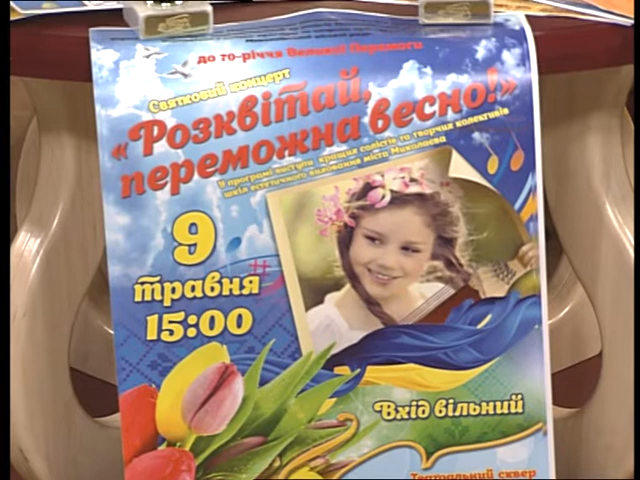 до 70-річчя Великої Перемоги
Святковий концерт
«Розквітай,
переможна весно!»
У програмі виступи кращих солістів та творчих колективів
шкіл естетичного виховання міста Миколаєва
9
травня
15:00
Вхід вільний
Театральний сквер